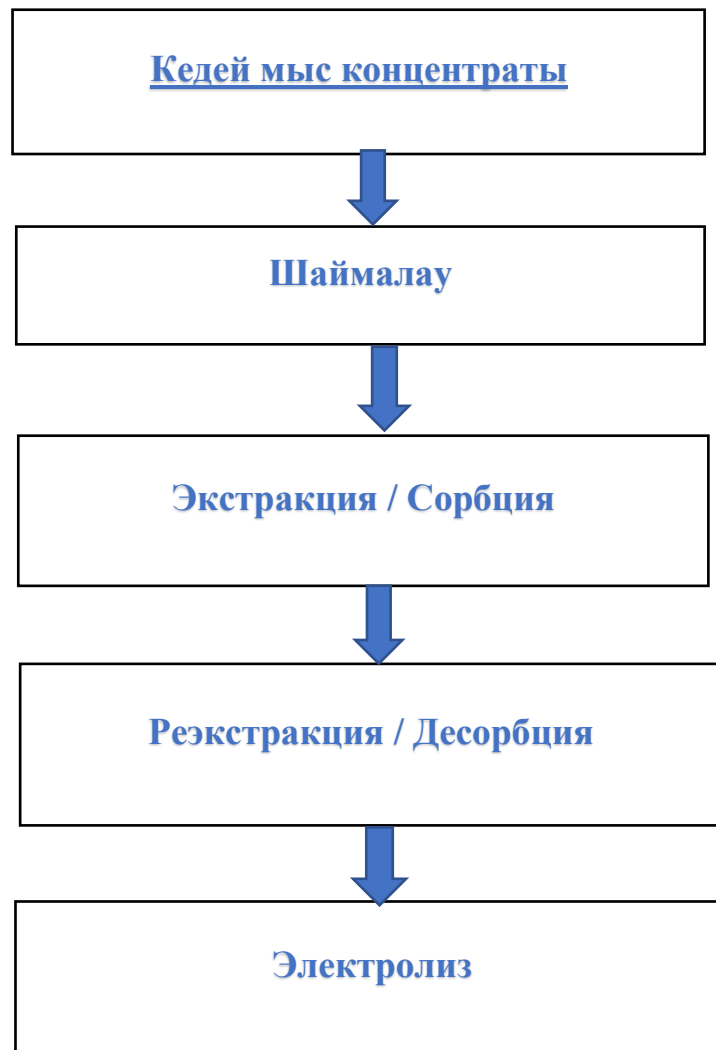 Кедей мыс концентраты
Шаймалау
Экстракция / Сорбция
Реэкстракция / Десорбция
Электролиз